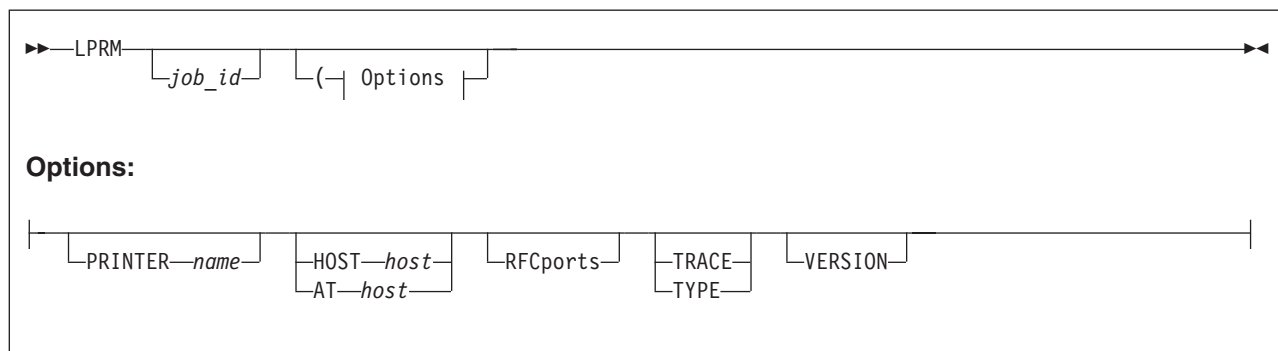 LPRM
job_id
( Options
Options:
PRINTER name
HOST host
AT host
RFCports
TRACE
TYPE
VERSION